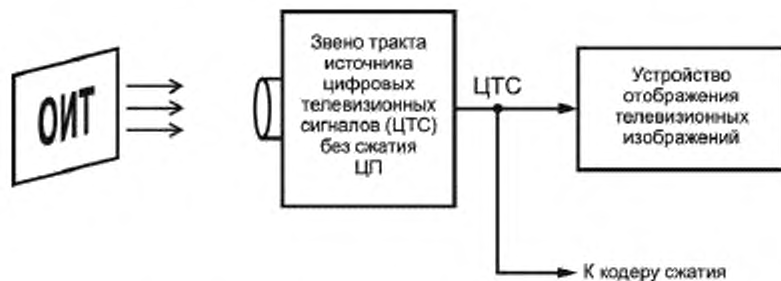 ОИТ
Звено тракта
источника
цифровых
телевизионных
сигналов (ЦТС)
без сжатия
ЦП
ЦТС
Устройство
отображения
телевизионных
изображений
К кодеру сжатия